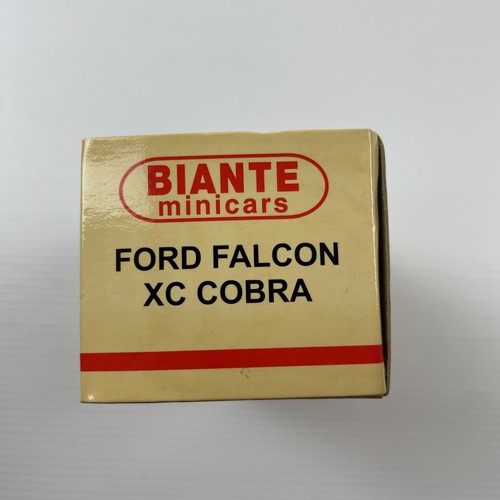 BIANTE
minicars
FORD FALCON
XC COBRA